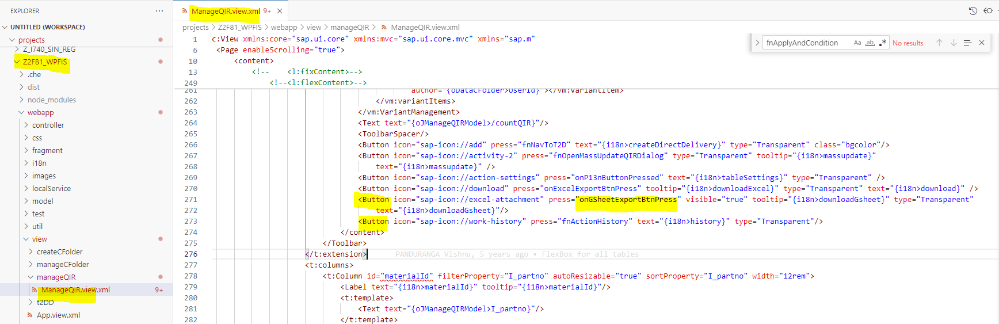 EXPLORER
UNTITLED (WORKSPACE)
projects
Z_I740_SIN_REG
Z2F81_WPFIS
.che
dist
node_modules
webapp
controller
css
fragment
i18n
images
localService
model
test
util
view
createCFolder
manageCFolder
manageQIR
ManageQIR.view.xml 9+
t2DD
App.view.xml
ManageQIR.view.xml 9+
projects > Z2F81_WPFIS > webapp > view > manageQIR > ManageQIR.view.xml
fnApplyAndCondition Aa ab .* No results
1 c:View xmlns:core="sap.ui.core" xmlns:mvc="sap.ui.core.mvc" xmlns="sap.m"
6 <Page enableScrolling="true">
10 <content>
13 <!-- <l:fixContent>-->
249 <!--<l:flexContent>-->
261 author="{oDataCFolder>UserId}"></vm:VariantItem>
262 </vm:variantItems>
263 </vm:VariantManagement>
264 <Text text="{oJManageQIRModel>/countQIR}"/>
265 <ToolbarSpacer/>
266 <Button icon="sap-icon://add" press="fnNavToT2D" text="{i18n>createDirectDelivery}" type="Transparent" class="bgcolor"/>
267 <Button icon="sap-icon://activity-2" press="fnOpenMassUpdateQIRDialog" type="Transparent" tooltip="{i18n>massupdate}"
268 text="{i18n>massupdate}" />
269 <Button icon="sap-icon://action-settings" press="onP13nButtonPressed" text="{i18n>tableSettings}" type="Transparent" />
270 <Button icon="sap-icon://download" press="onExcelExportBtnPress" tooltip="{i18n>downloadExcel}" type="Transparent" text="{i18n>download}" />
271 <Button icon="sap-icon://excel-attachment" press="onGSheetExportBtnPress" visible="true" tooltip="{i18n>downloadGsheet}" type="Transparent"
272 text="{i18n>downloadGsheet}"/>
273 <Button icon="sap-icon://work-history" press="fnActionHistory" text="{i18n>history}" type="Transparent"/>
274 </content>
275 </Toolbar>
276 </t:extension> PANDURANGA Vishnu, 5 years ago • FlexBox for all tables
277 <t:columns>
278 <t:Column id="materialId" filterProperty="I_partno" autoResizable="true" sortProperty="I_partno" width="12rem">
279 <Label text="{i18n>materialId}" tooltip="{i18n>materialId}"/>
280 <t:template>
281 <Text text="{oJManageQIRModel>I_partno}"/>
282 </t:template>